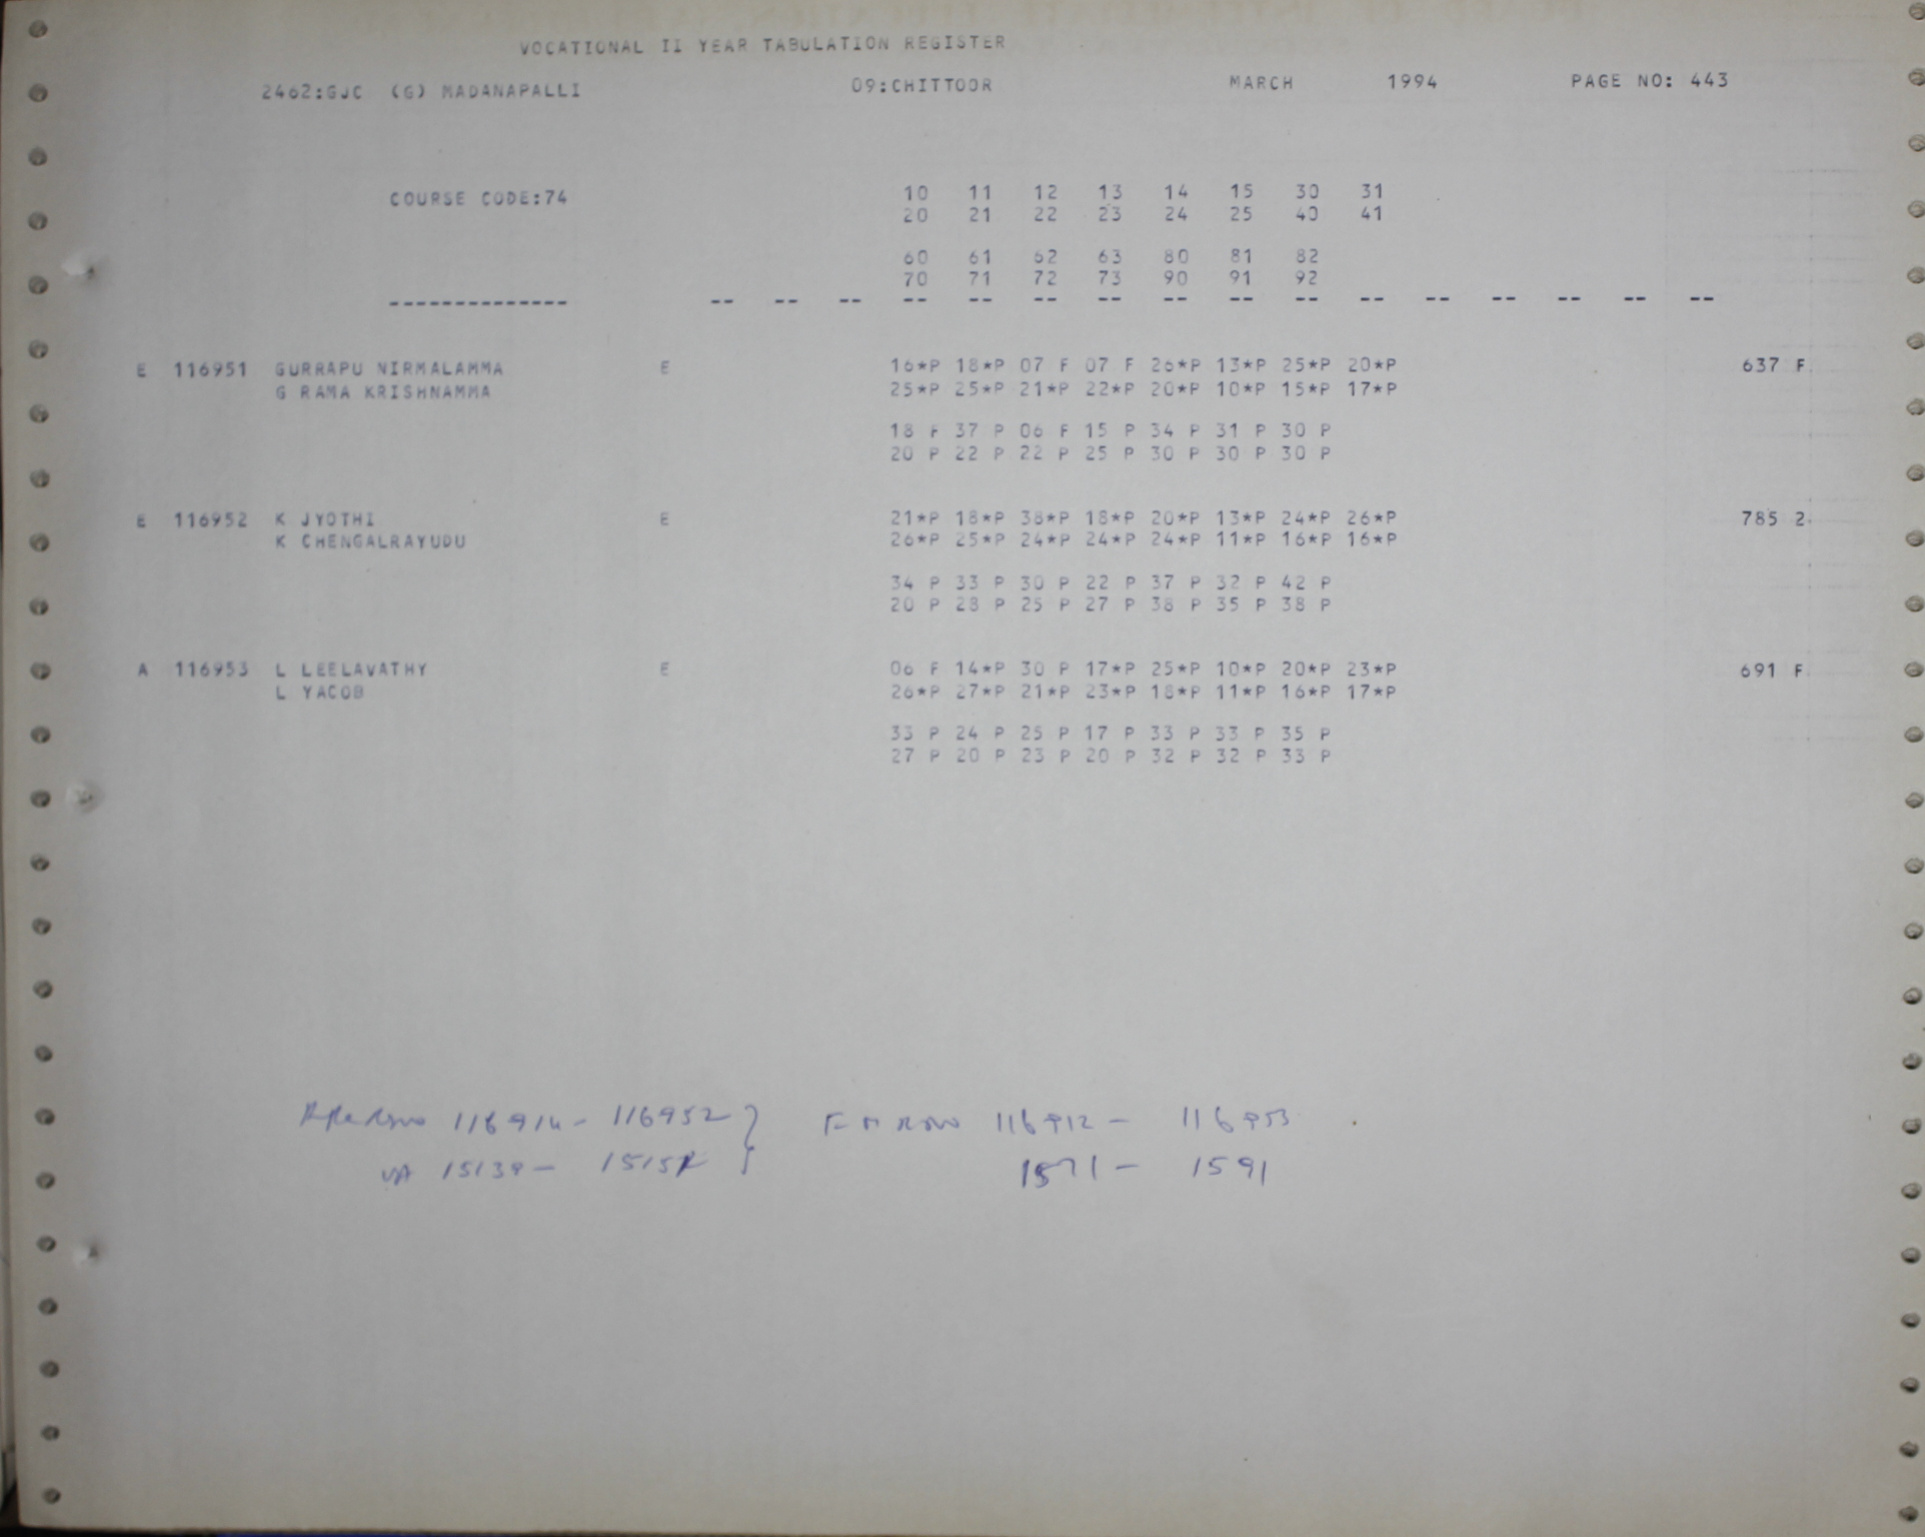 VOCATIONAL II YEAR TABULATION REGISTER
2462:GJC (G) MADANAPALLI 09:CHITTOOR MARCH 1994 PAGE NO: 443
COURSE CODE:74 10 11 12 13 14 15 30 31
20 21 22 23 24 25 40 41
60 61 62 63 80 81 82
70 71 72 73 90 91 92
-------------- -- -- -- -- -- -- -- -- -- -- -- -- -- -- -- --
E 116951 GURRAPU NIRMALAMMA E 16*P 18*P 07 F 07 F 26*P 13*P 25*P 20*P 637 F
G RAMA KRISHNAMMA 25*P 25*P 21*P 22*P 20*P 10*P 15*P 17*P
18 F 37 P 06 F 15 P 34 P 31 P 30 P
20 P 22 P 22 P 25 P 30 P 30 P 30 P
E 116952 K JYOTHI E 21*P 18*P 38*P 18*P 20*P 13*P 24*P 26*P 785 2
K CHENGALRAYUDU 26*P 25*P 24*P 24*P 24*P 11*P 16*P 16*P
34 P 33 P 30 P 22 P 37 P 32 P 42 P
20 P 28 P 25 P 27 P 38 P 35 P 38 P
A 116953 L LEELAVATHY E 06 F 14*P 30 P 17*P 25*P 10*P 20*P 23*P 691 F
L YACOB 26*P 27*P 21*P 23*P 18*P 11*P 16*P 17*P
33 P 24 P 25 P 17 P 33 P 33 P 35 P
27 P 20 P 23 P 20 P 32 P 32 P 33 P
116914 - 116952 } 116912 - 116953
15139 - 1571 - 1591